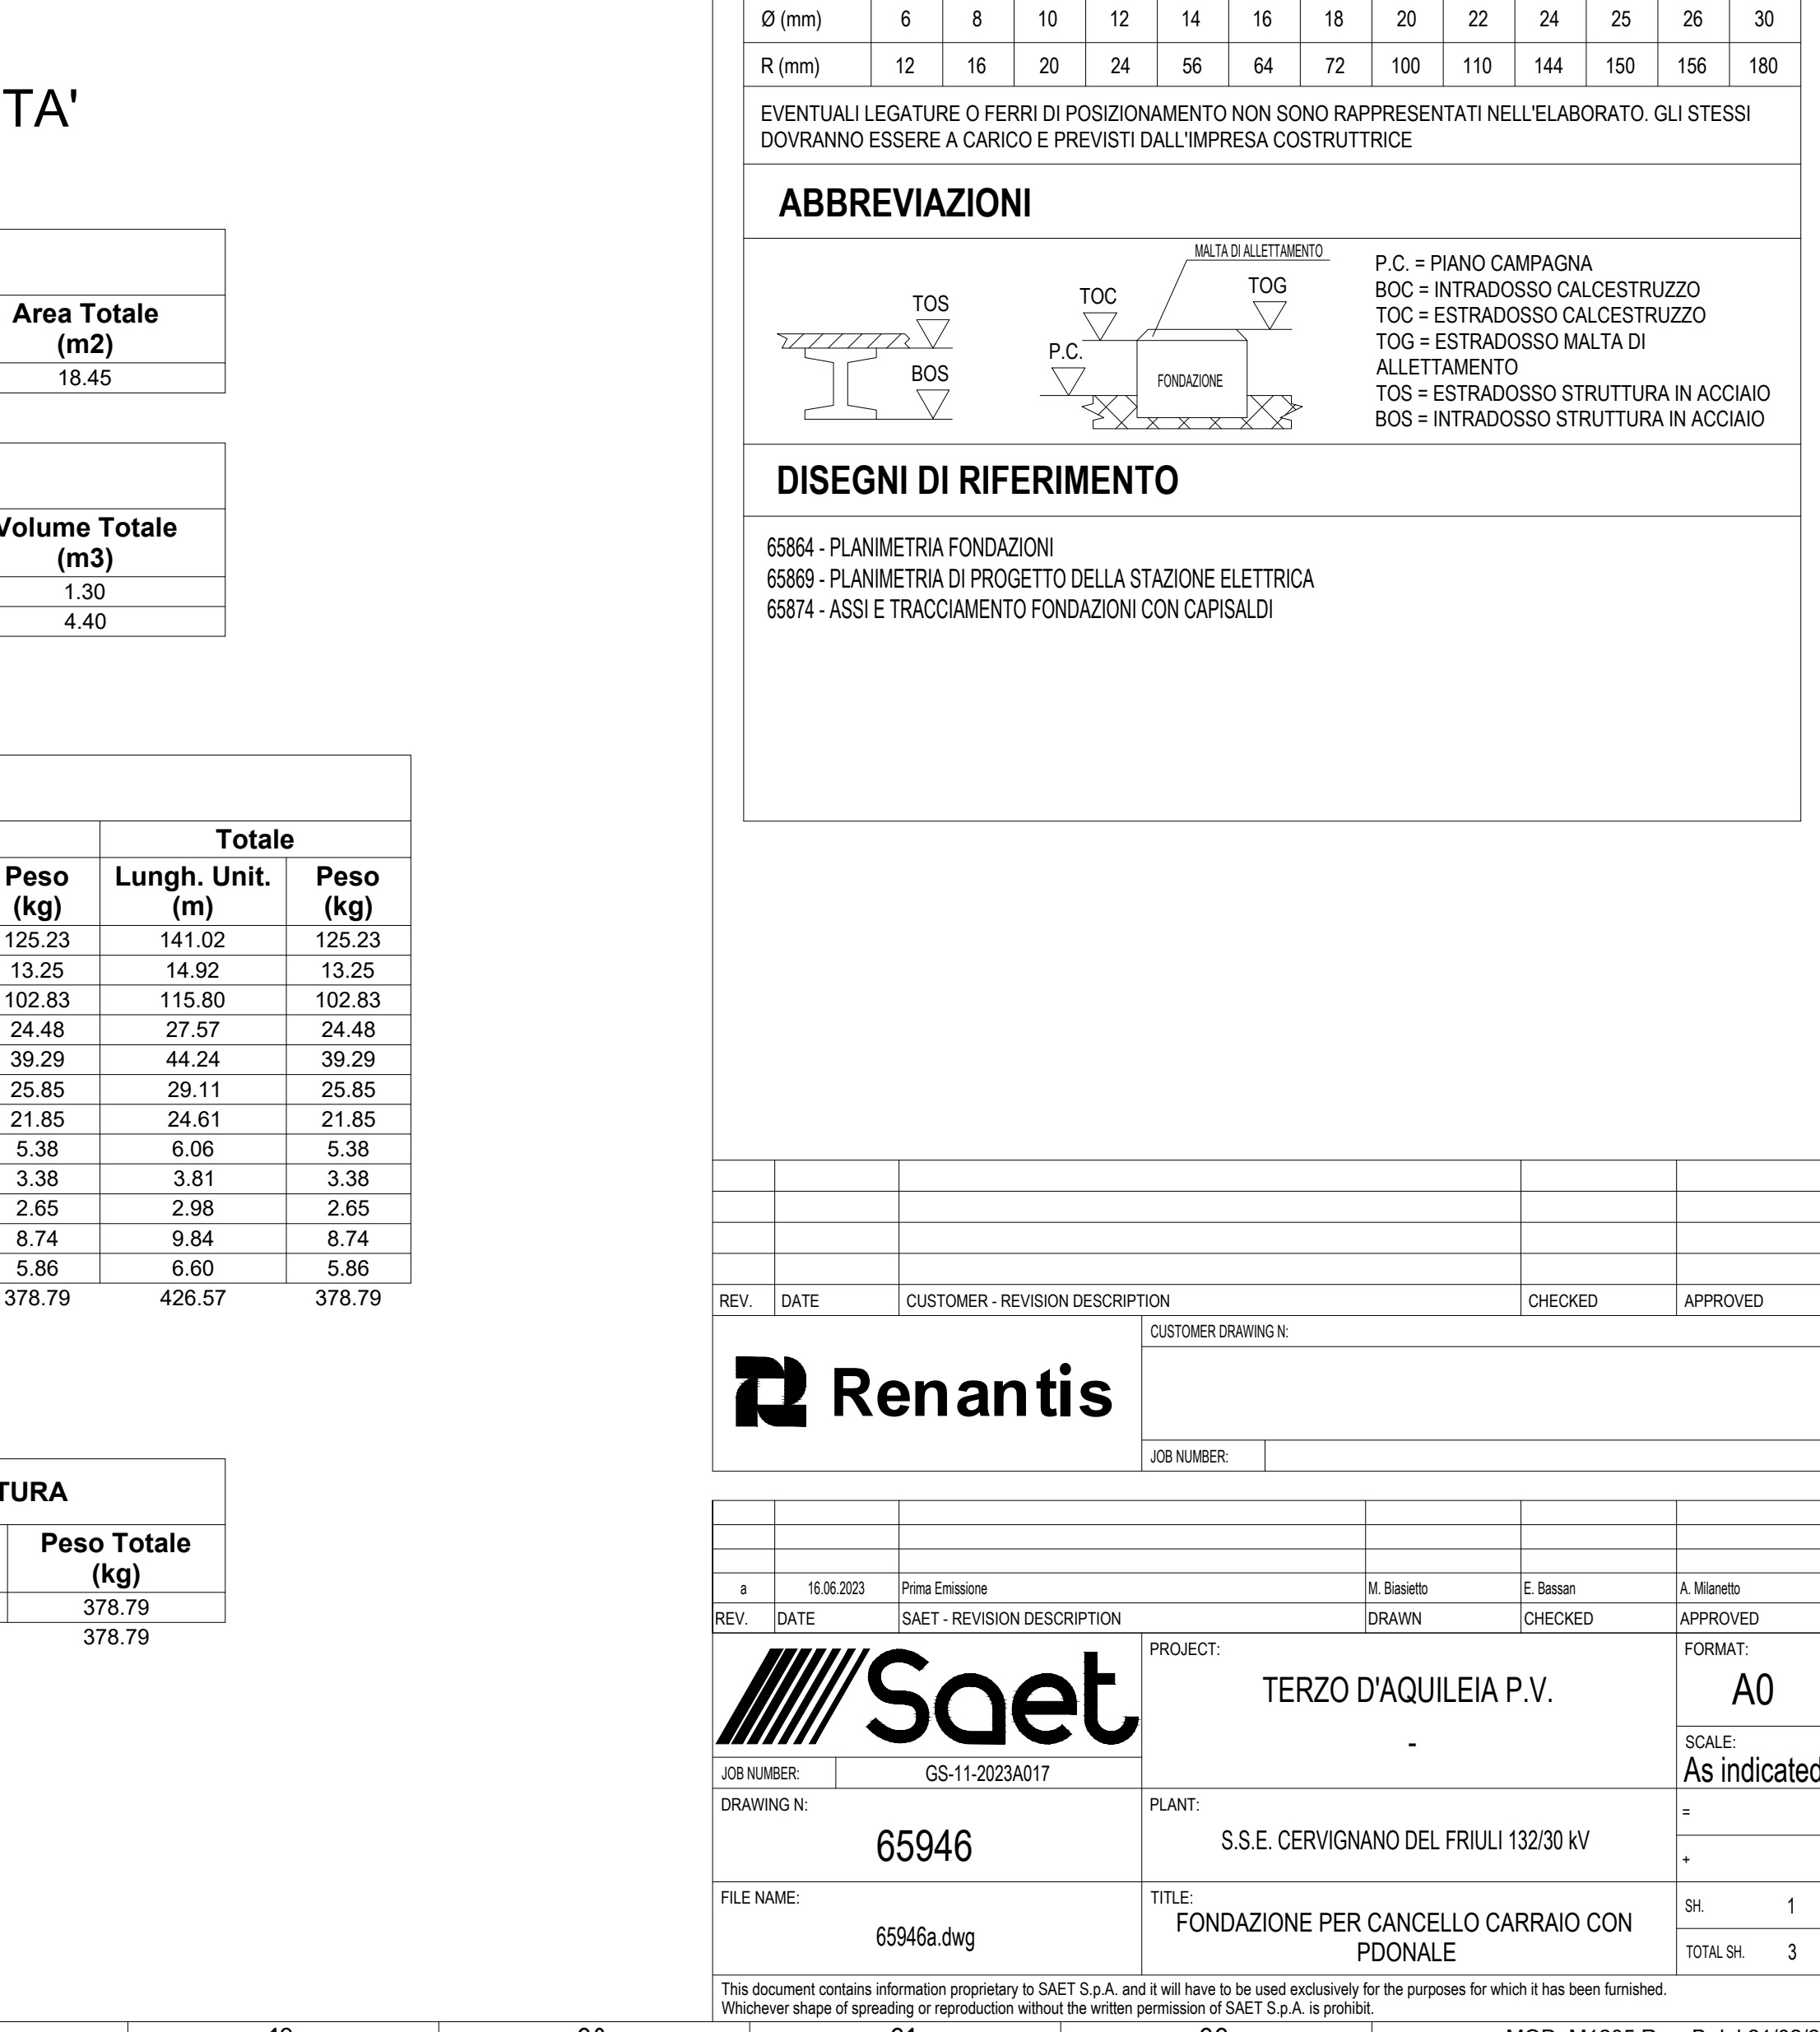 TA'
Area Totale
(m2)
18.45
Volume Totale
(m3)
1.30
4.40
Totale
Peso
(kg)
Lungh. Unit.
(m)
Peso
(kg)
125.23 141.02 125.23
13.25 14.92 13.25
102.83 115.80 102.83
24.48 27.57 24.48
39.29 44.24 39.29
25.85 29.11 25.85
21.85 24.61 21.85
5.38 6.06 5.38
3.38 3.81 3.38
2.65 2.98 2.65
8.74 9.84 8.74
5.86 6.60 5.86
378.79 426.57 378.79
TURA
Peso Totale
(kg)
378.79
378.79
Ø (mm) 6 8 10 12 14 16 18 20 22 24 25 26 30
R (mm) 12 16 20 24 56 64 72 100 110 144 150 156 180
EVENTUALI LEGATURE O FERRI DI POSIZIONAMENTO NON SONO RAPPRESENTATI NELL'ELABORATO. GLI STESSI
DOVRANNO ESSERE A CARICO E PREVISTI DALL'IMPRESA COSTRUTTRICE
ABBREVIAZIONI
TOS
BOS
MALTA DI ALLETTAMENTO
TOC
TOG
P.C.
FONDAZIONE
P.C. = PIANO CAMPAGNA
BOC = INTRADOSSO CALCESTRUZZO
TOC = ESTRADOSSO CALCESTRUZZO
TOG = ESTRADOSSO MALTA DI
ALLETTAMENTO
TOS = ESTRADOSSO STRUTTURA IN ACCIAIO
BOS = INTRADOSSO STRUTTURA IN ACCIAIO
DISEGNI DI RIFERIMENTO
65864 - PLANIMETRIA FONDAZIONI
65869 - PLANIMETRIA DI PROGETTO DELLA STAZIONE ELETTRICA
65874 - ASSI E TRACCIAMENTO FONDAZIONI CON CAPISALDI
REV. DATE CUSTOMER - REVISION DESCRIPTION CHECKED APPROVED
Renantis
CUSTOMER DRAWING N:
JOB NUMBER:
a 16.06.2023 Prima Emissione M. Biasietto E. Bassan A. Milanetto
REV. DATE SAET - REVISION DESCRIPTION DRAWN CHECKED APPROVED
Saet
JOB NUMBER: GS-11-2023A017
PROJECT:
TERZO D'AQUILEIA P.V.
-
FORMAT:
A0
SCALE:
As indicated
DRAWING N:
65946
PLANT:
S.S.E. CERVIGNANO DEL FRIULI 132/30 kV
=
+
FILE NAME:
65946a.dwg
TITLE:
FONDAZIONE PER CANCELLO CARRAIO CON
PDONALE
SH. 1
TOTAL SH. 3
This document contains information proprietary to SAET S.p.A. and it will have to be used exclusively for the purposes for which it has been furnished.
Whichever shape of spreading or reproduction without the written permission of SAET S.p.A. is prohibit.